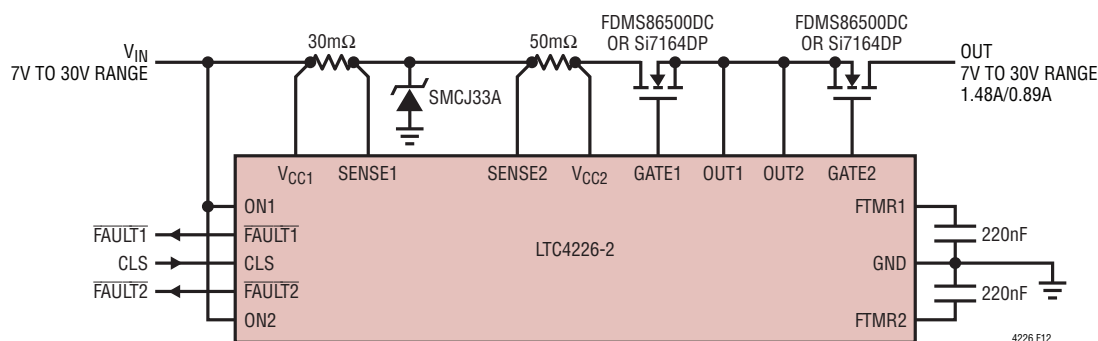 FDMS86500DC
OR Si7164DP
FDMS86500DC
OR Si7164DP
VIN
7V TO 30V RANGE
30mΩ
50mΩ
OUT
7V TO 30V RANGE
1.48A/0.89A
SMCJ33A
VCC1
SENSE1
SENSE2
VCC2
GATE1
OUT1
OUT2
GATE2
ON1
FTMR1
FAULT1
FAULT1
220nF
CLS
CLS
LTC4226-2
GND
FAULT2
FAULT2
220nF
ON2
FTMR2
4226 F12